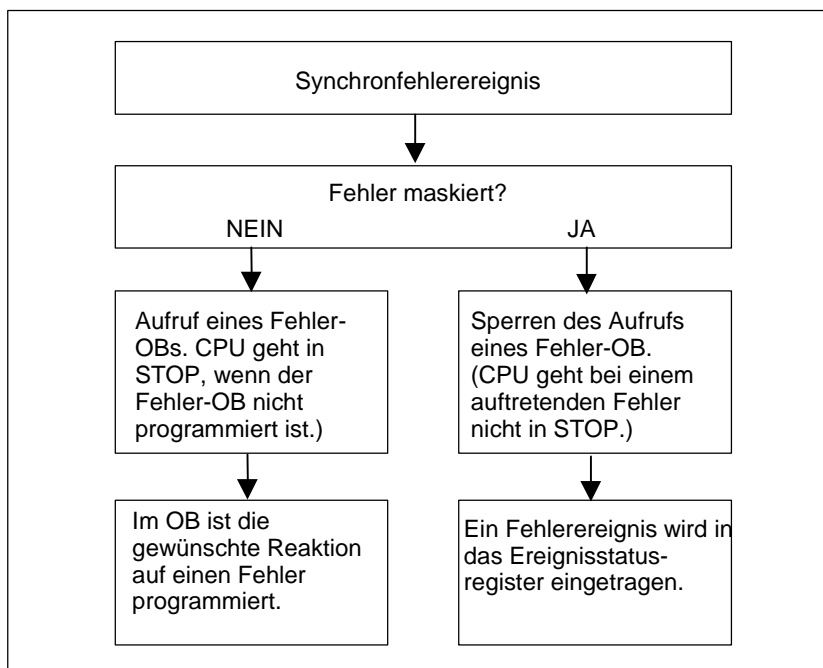 Synchronfehlerereignis
Fehler maskiert?
NEIN
JA
Aufruf eines Fehler-
OBs. CPU geht in
STOP, wenn der
Fehler-OB nicht
programmiert ist.)
Sperren des Aufrufs
eines Fehler-OB.
(CPU geht bei einem
auftretenden Fehler
nicht in STOP.)
Im OB ist die
gewünschte Reaktion
auf einen Fehler
programmiert.
Ein Fehlerereignis wird in
das Ereignisstatus-
register eingetragen.